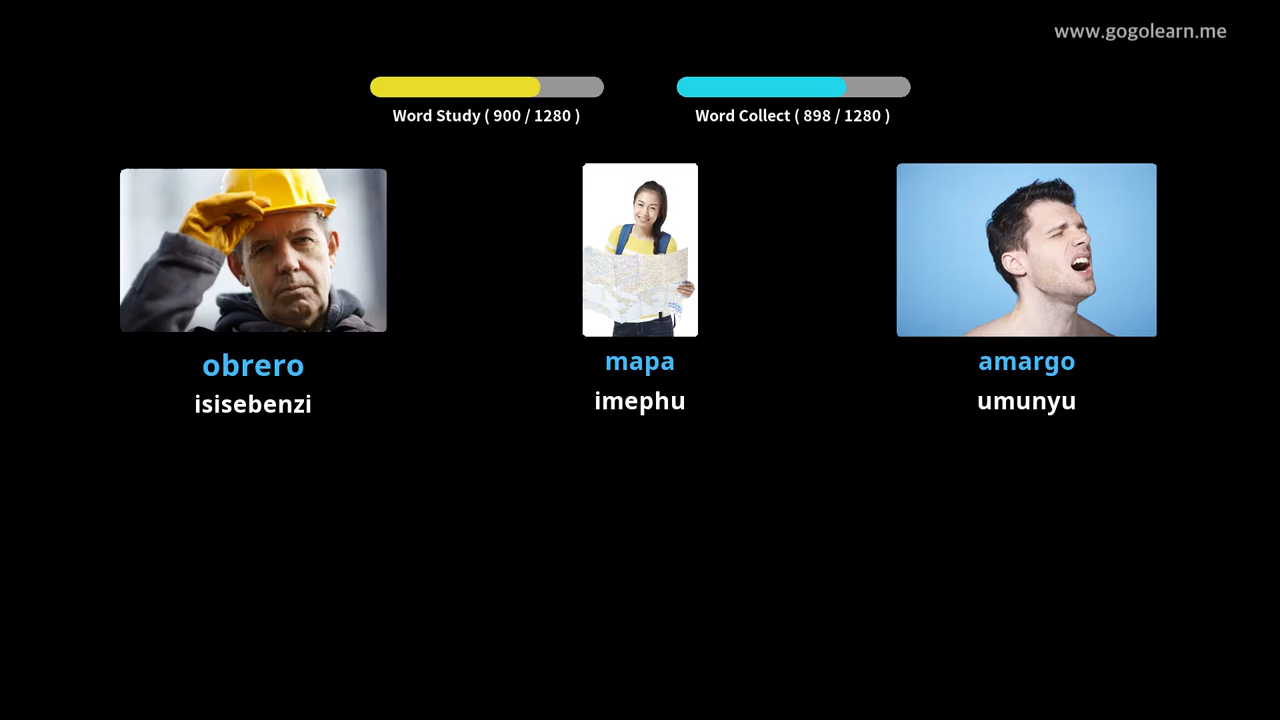 www.gogolearn.me
Word Study ( 900 / 1280 )
Word Collect ( 898 / 1280 )
obrero
isisebenzi
mapa
imephu
amargo
umunyu